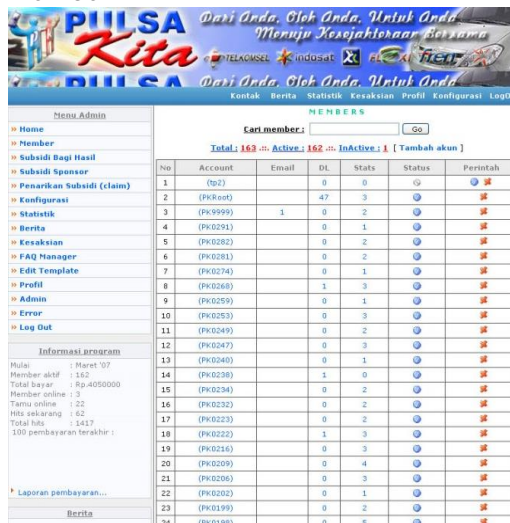 PULSA
Kita
Dari Anda, Oleh Anda, Untuk Anda
Menuju Kesejahteraan Bersama
TELKOMSEL indosat XL fren
Dari Anda, Oleh Anda, Untuk Anda
Kontak Berita Statistik Kesaksian Profil Konfigurasi LogO
Menu Admin
» Home
» Member
» Subsidi Bagi Hasil
» Subsidi Sponsor
» Penarikan Subsidi (claim)
» Konfigurasi
» Statistik
» Berita
» Kesaksian
» FAQ Manager
» Edit Template
» Profil
» Admin
» Error
» Log Out
Informasi program
Mulai : Maret '07
Member aktif : 162
Total bayar : Rp.4050000
Member online : 3
Tamu online : 22
Hits sekarang : 62
Total hits : 1417
100 pembayaran terakhir :
Laporan pembayaran...
Berita
MEMBERS
Cari member : Go
Total : 163 .::. Active : 162 .::. InActive : 1 [ Tambah akun ]
No Account Email DL Stats Status Perintah
1 (tp2) 0 0
2 (PKRoot) 47 3
3 (PK9999) 1 0 2
4 (PK0291) 0 1
5 (PK0282) 0 2
6 (PK0281) 0 2
7 (PK0274) 0 1
8 (PK0268) 1 3
9 (PK0259) 0 1
10 (PK0253) 0 3
11 (PK0249) 0 2
12 (PK0247) 0 3
13 (PK0240) 0 1
14 (PK0238) 1 0
15 (PK0234) 0 2
16 (PK0232) 0 2
17 (PK0223) 0 2
18 (PK0222) 1 3
19 (PK0216) 0 3
20 (PK0209) 0 4
21 (PK0206) 0 3
22 (PK0202) 0 1
23 (PK0199) 0 2
24 (PK0198) 0 5